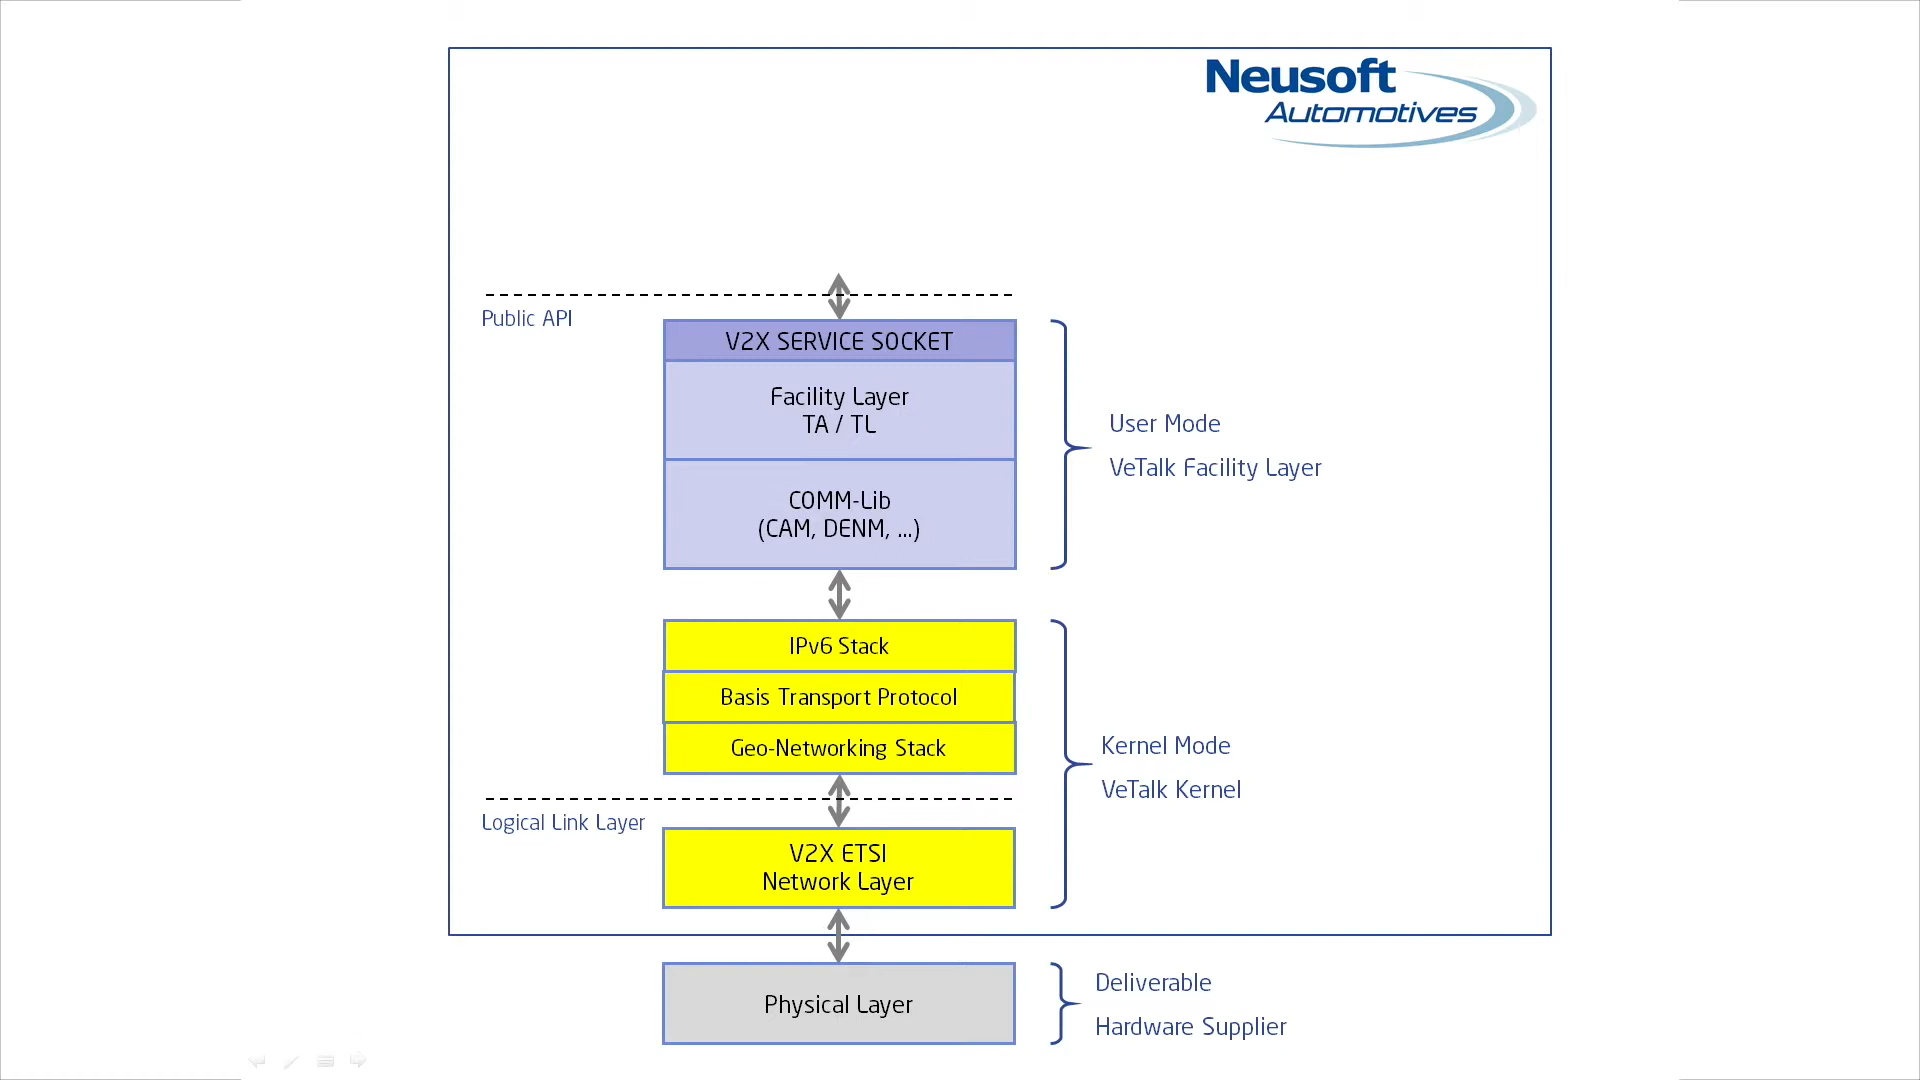 Neusoft
Automotives
Public API
V2X SERVICE SOCKET
Facility Layer
TA / TL
COMM-Lib
(CAM, DENM, ...)
User Mode
VeTalk Facility Layer
IPv6 Stack
Basis Transport Protocol
Geo-Networking Stack
Kernel Mode
VeTalk Kernel
Logical Link Layer
V2X ETSI
Network Layer
Physical Layer
Deliverable
Hardware Supplier